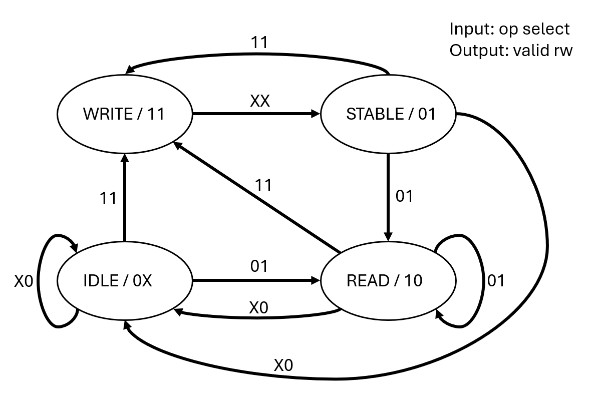 Input: op select
Output: valid rw
11
WRITE / 11
XX
STABLE / 01
11
11
01
X0
IDLE / 0X
01
READ / 10
01
X0
X0